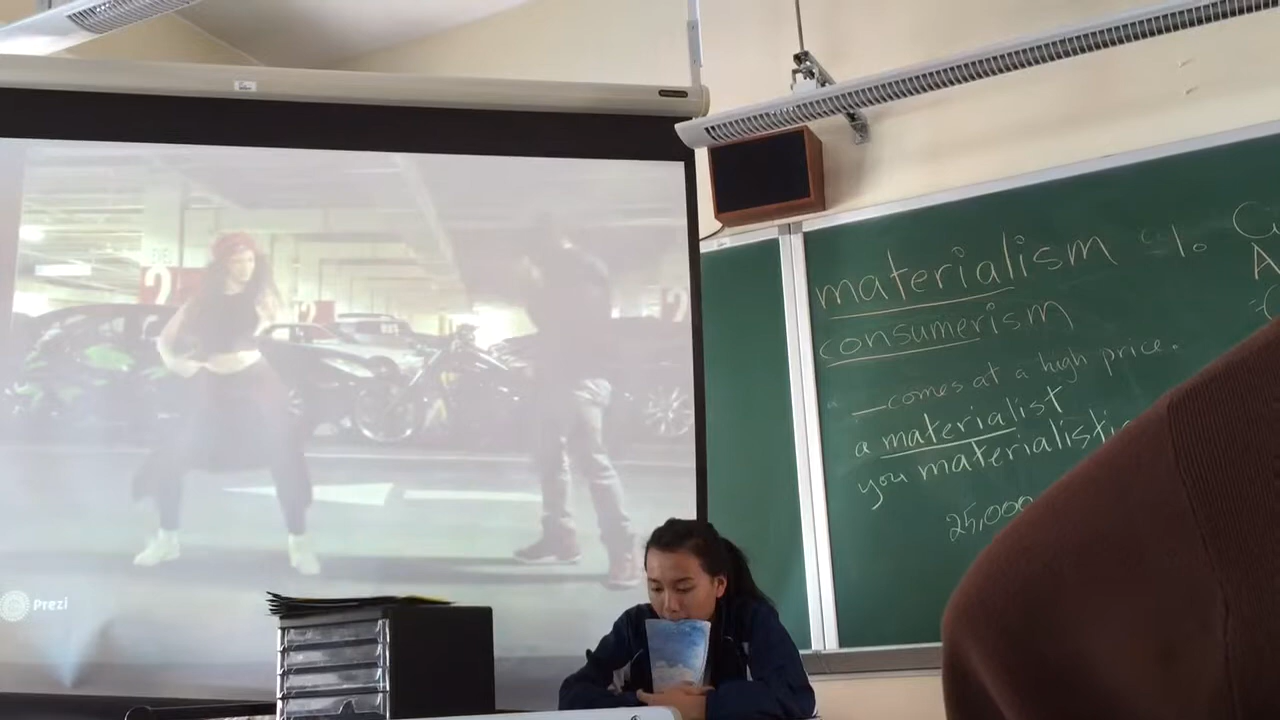 Prezi
materialism
consumerism
—comes at a high price.
a materialist
you materialistic
25,000